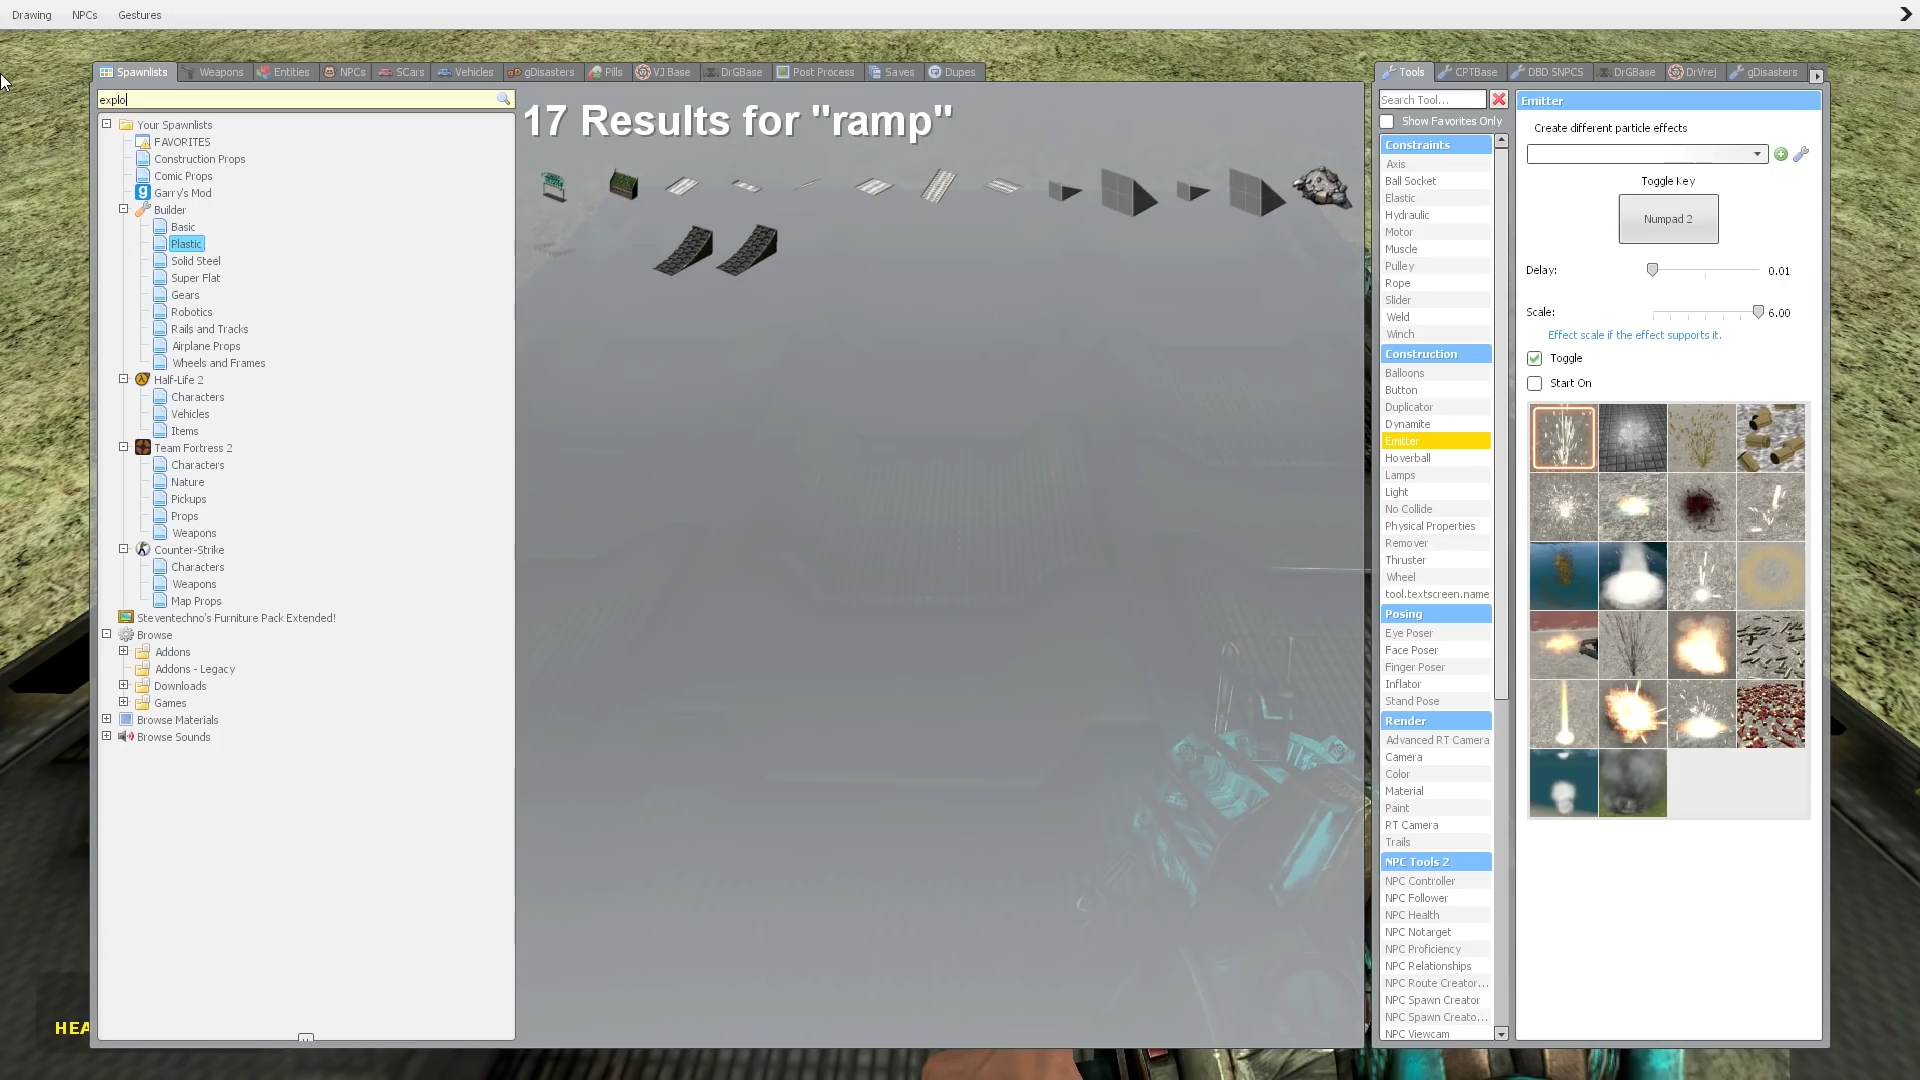 Drawing NPCs Gestures
Spawnlists Weapons Entities NPCs SCars Vehicles gDisasters Pills VJ Base DrGBase Post Process Saves Dupes
explo
17 Results for "ramp"
Your Spawnlists
FAVORITES
Construction Props
Comic Props
Garry's Mod
Builder
Basic
Plastic
Solid Steel
Super Flat
Gears
Robotics
Rails and Tracks
Airplane Props
Wheels and Frames
Half-Life 2
Characters
Vehicles
Items
Team Fortress 2
Characters
Nature
Pickups
Props
Weapons
Counter-Strike
Characters
Weapons
Map Props
Steventechno's Furniture Pack Extended!
Browse
Addons
Addons - Legacy
Downloads
Games
Browse Materials
Browse Sounds
HEA
Tools CPTBase DBD SNPCS DrGBase DrVrej gDisasters
Search Tool...
Show Favorites Only
Constraints
Axis
Ball Socket
Elastic
Hydraulic
Motor
Muscle
Pulley
Rope
Slider
Weld
Winch
Construction
Balloons
Button
Duplicator
Dynamite
Emitter
Hoverball
Lamps
Light
No Collide
Physical Properties
Remover
Thruster
Wheel
tool.textscreen.name
Posing
Eye Poser
Face Poser
Finger Poser
Inflator
Stand Pose
Render
Advanced RT Camera
Camera
Color
Material
Paint
RT Camera
Trails
NPC Tools 2
NPC Controller
NPC Follower
NPC Health
NPC Notarget
NPC Proficiency
NPC Relationships
NPC Route Creator...
NPC Spawn Creator
NPC Spawn Creato...
NPC Viewcam
Emitter
Create different particle effects
Toggle Key
Numpad 2
Delay: 0.01
Scale: 6.00
Effect scale if the effect supports it.
Toggle
Start On